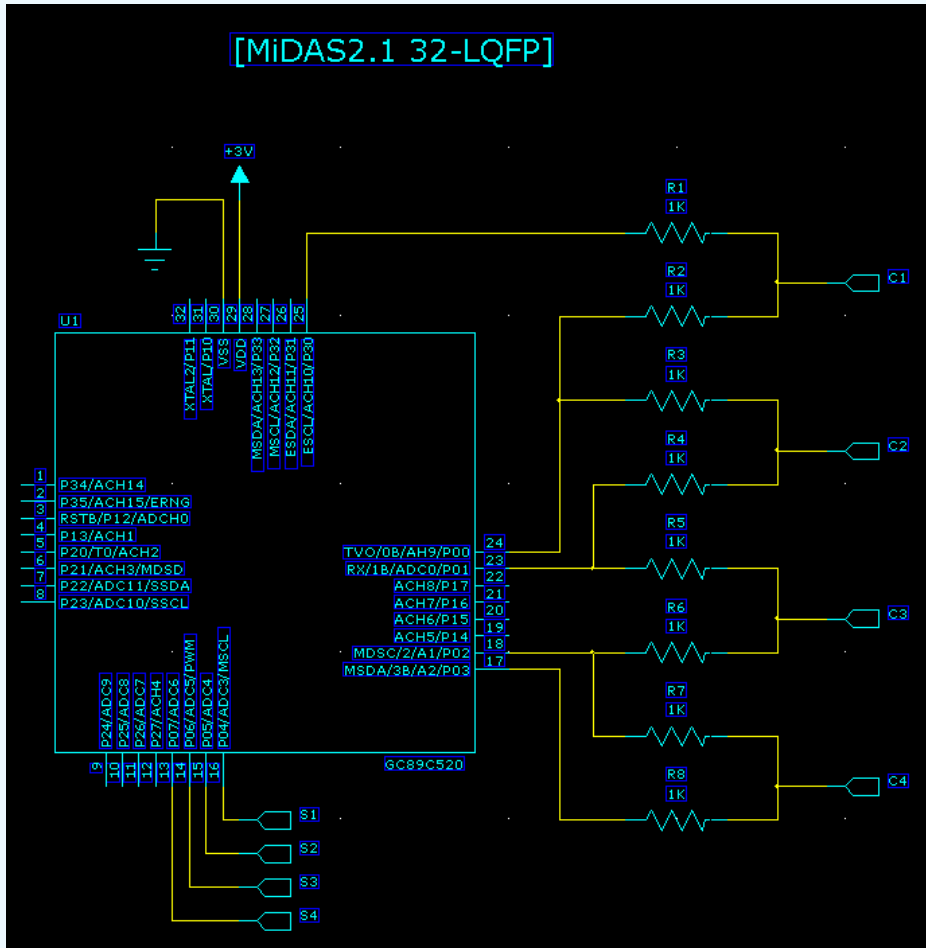 [MiDAS2.1 32-LQFP]
+3V
R1
1K
R2
1K
C1
R3
1K
R4
1K
C2
R5
1K
R6
1K
C3
R7
1K
R8
1K
C4
U1
32
31
30
29
28
27
26
25
XTAL2/P11
XTAL/P10
VSS
VDD
MSDA/ACH13/P33
MSCL/ACH12/P32
ESDA/ACH11/P31
ESCL/ACH10/P30
1
P34/ACH14
2
P35/ACH15/ERNG
3
RSTB/P12/ADCH0
4
P13/ACH1
5
P20/T0/ACH2
6
P21/ACH3/MDSD
7
P22/ADC11/SSDA
8
P23/ADC10/SSCL
TVO/0B/AH9/P00
24
RX/1B/ADC0/P01
23
ACH8/P17
22
ACH7/P16
21
ACH6/P15
20
ACH5/P14
19
MDSC/2/A1/P02
18
MSDA/3B/A2/P03
17
P24/ADC9
P25/ADC8
P26/ADC7
P27/ACH4
P07/ADC6
P06/ADC5/PWM
P05/ADC4
P04/ADC3/MSCL
9
10
11
12
13
14
15
16
GC89C520
S1
S2
S3
S4